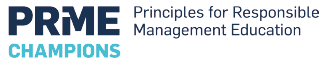 PRME Principles for Responsible
Management Education
CHAMPIONS